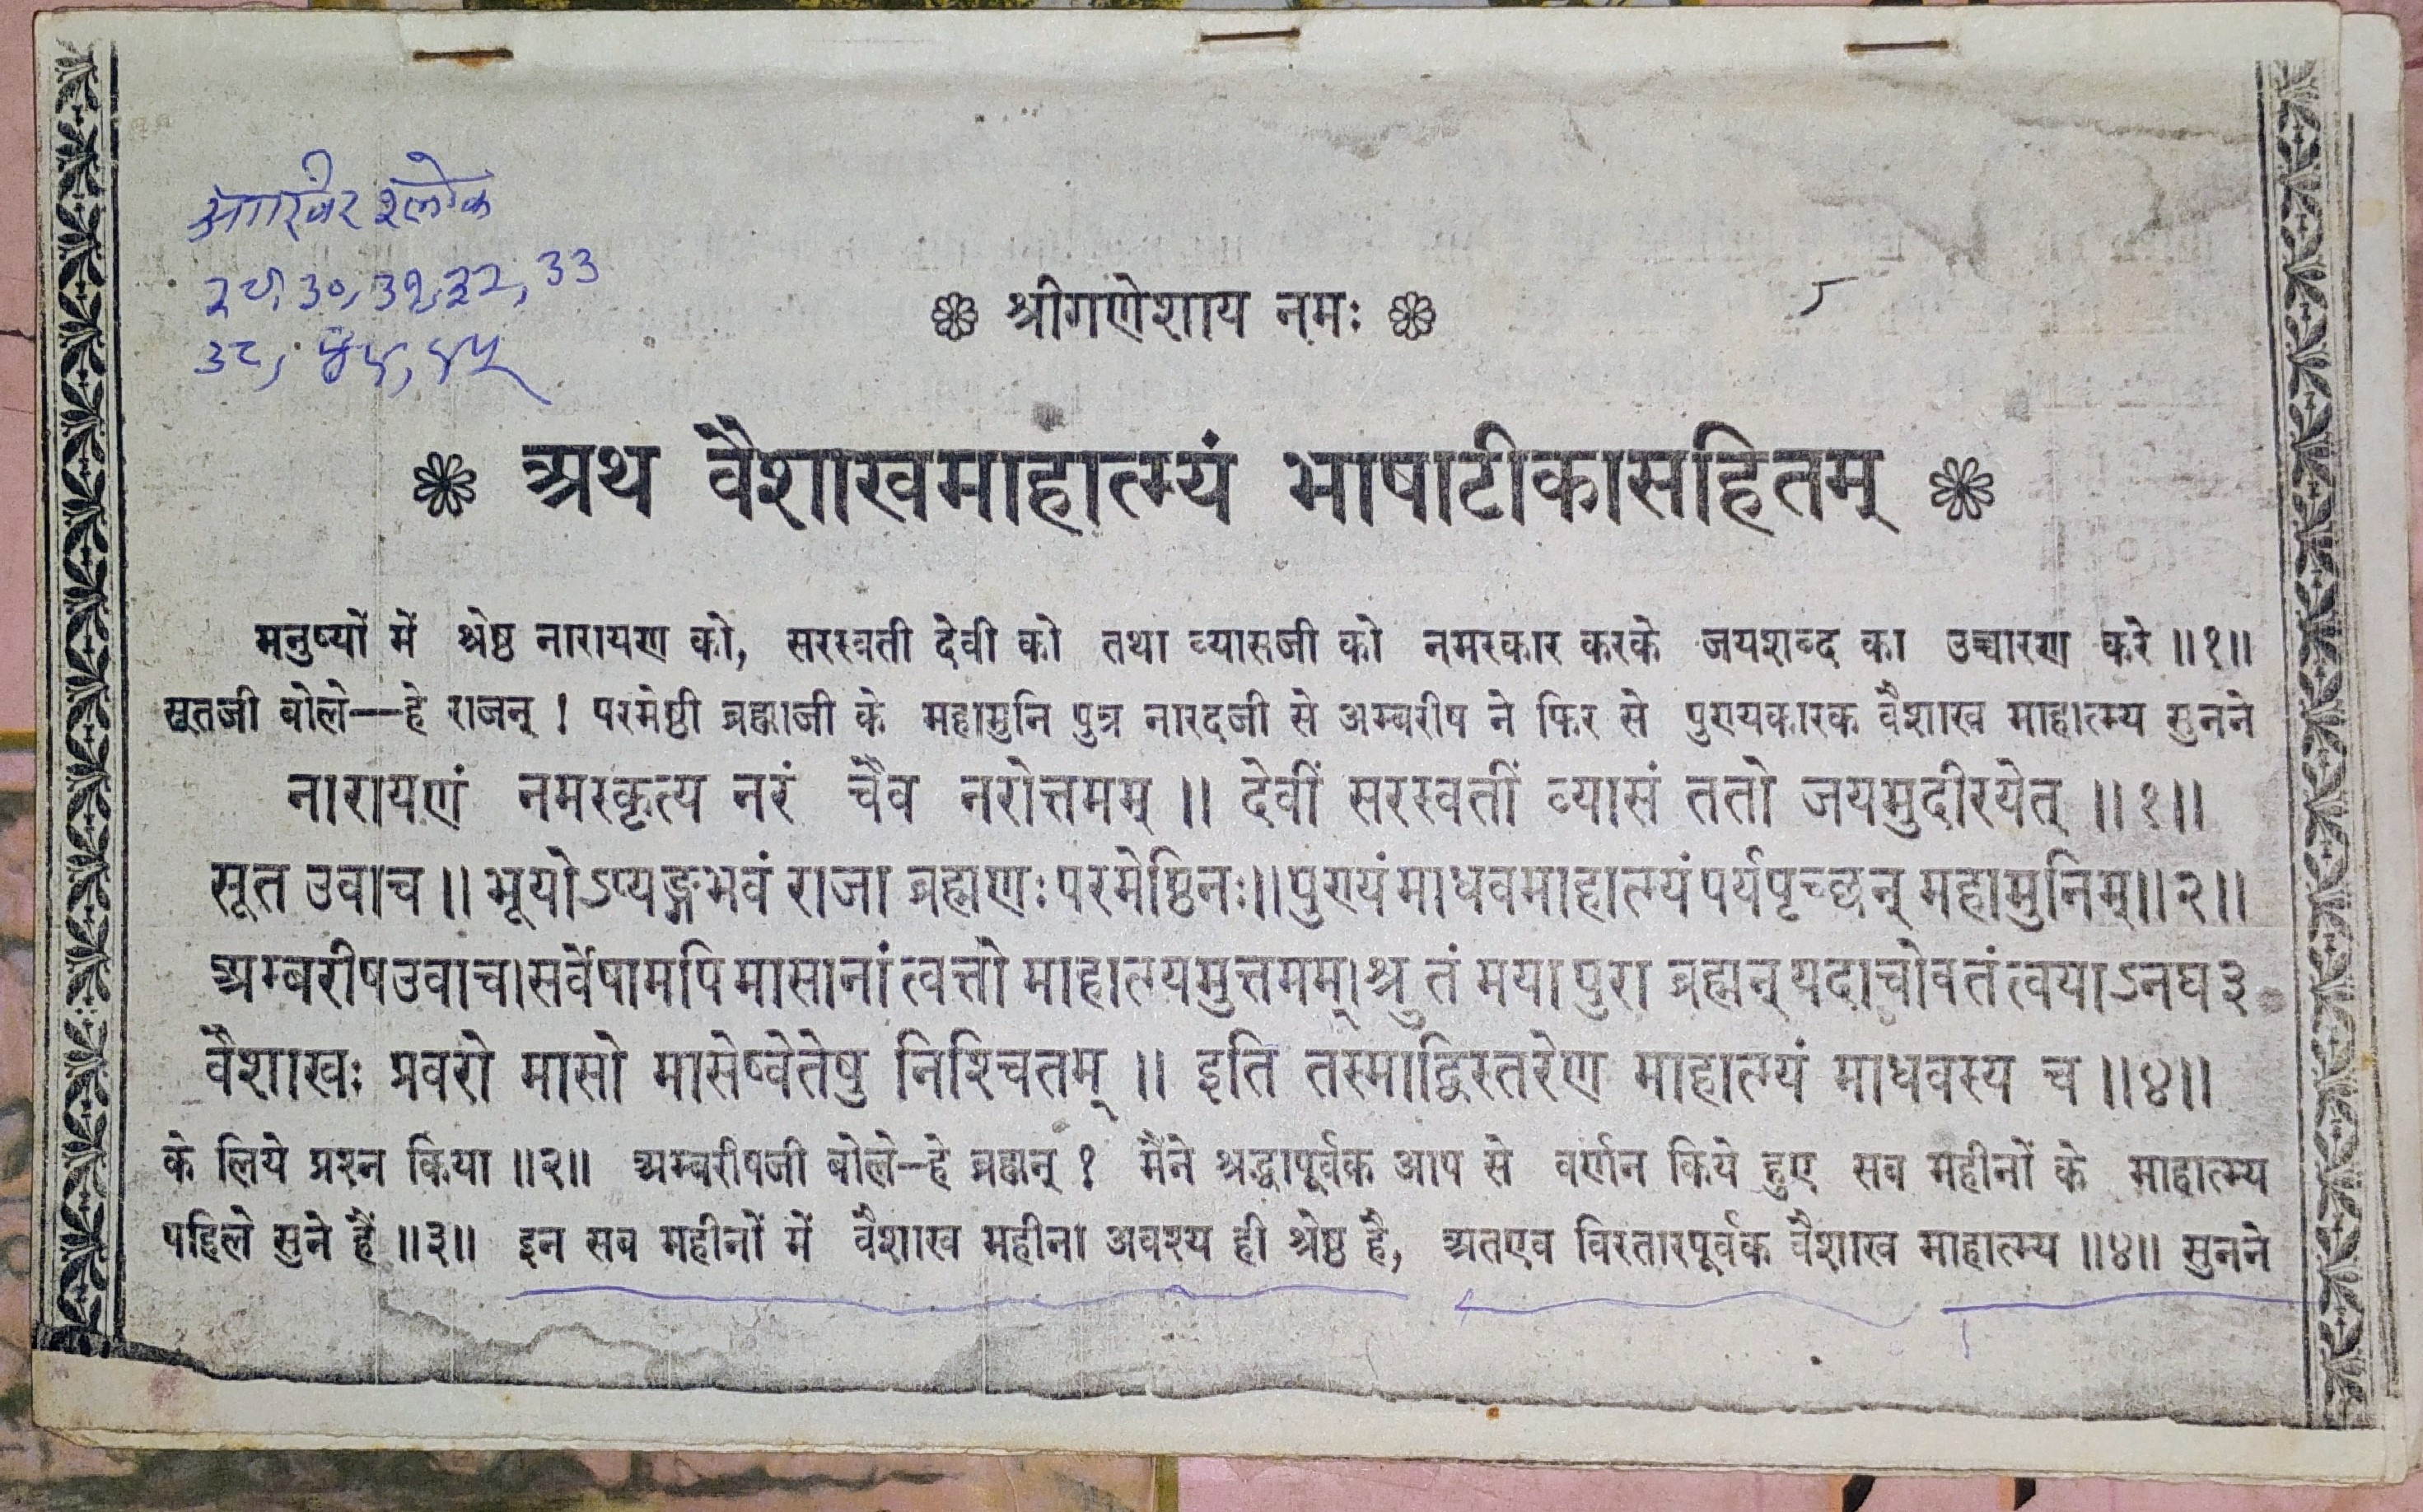 श्लोक
३०, ३१, ३२, ३३
३८,
श्रीगणेशाय नमः
अथ वैशाखमाहात्म्यं भाषाटीकासहितम्
मनुष्यों में श्रेष्ठ नारायण को, सरस्वती देवी को तथा व्यासजी को नमस्कार करके जयशब्द का उच्चारण करे ॥१॥
सूतजी बोले—हे राजन् ! परमेष्ठी ब्रह्माजी के महामुनि पुत्र नारदजी से अम्बरीष ने फिर से पुण्यकारक वैशाख माहात्म्य सुनने
नारायणं नमस्कृत्य नरं चैव नरोत्तमम् ॥ देवीं सरस्वतीं व्यासं ततो जयमुदीरयेत् ॥१॥
सूत उवाच ॥ भूयोऽप्यङ्गभवं राजा ब्रह्मणः परमेष्ठिनः॥ पुण्यं माधवमाहात्म्यं पर्यपृच्छन् महामुनिम्॥२॥
अम्बरीषउवाच। सर्वेषामपि मासानां त्वत्तो माहात्म्यमुत्तमम्। श्रुतं मया पुरा ब्रह्मन् यदा चोक्तं त्वयाऽनघ ३
वैशाखः प्रवरो मासो मासेष्वेतेषु निश्चितम् ॥ इति तस्माद्विस्तरेण माहात्म्यं माधवस्य च ॥४॥
के लिये प्रश्न किया ॥२॥ अम्बरीषजी बोले-हे ब्रह्मन् ! मैंने श्रद्धापूर्वक आप से वर्णन किये हुए सब महीनों के माहात्म्य
पहिले सुने हैं ॥३॥ इन सब महीनों में वैशाख महीना अवश्य ही श्रेष्ठ है, अतएव विस्तारपूर्वक वैशाख माहात्म्य ॥४॥ सुनने